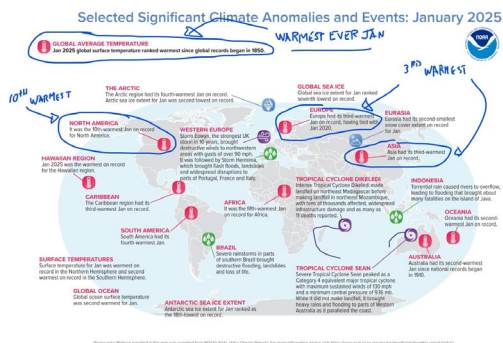 Selected Significant Climate Anomalies and Events: January 2025
GLOBAL AVERAGE TEMPERATURE
Jan 2025 global surface temperature ranked warmest since global records began in 1850.
WARMEST EVER JAN
NOAA
10th WARMEST
3RD WARMEST
THE ARCTIC
The Arctic region had its fourth-warmest Jan on record.
Arctic sea ice extent for Jan was second-lowest on record.
GLOBAL SEA ICE
Global sea ice extent for Jan ranked
seventh lowest on record.
NORTH AMERICA
It was the 10th-warmest Jan on record
for North America.
WESTERN EUROPE
Storm Éowyn, the strongest UK
storm in 10 years, brought
destructive winds to northwestern
areas with gusts of over 90 mph.
It was followed by Storm Herminia,
which brought flash floods, landslides
and widespread disruptions to
parts of Portugal, France and Italy.
EUROPE
Europe had its third-warmest
Jan on record, having tied with
Jan 2020.
EURASIA
Eurasia had its second-smallest
snow cover extent on record
for Jan.
ASIA
Asia had its third-warmest
Jan on record.
HAWAIIAN REGION
Jan 2025 was the warmest on record
for the Hawaiian region.
CARIBBEAN
The Caribbean region had its
third-warmest Jan on record.
AFRICA
It was the fifth-warmest Jan
on record for Africa.
TROPICAL CYCLONE DIKELEDI
Intense Tropical Cyclone Dikeledi made
landfall on northeast Madagascar before
making landfall in northeast Mozambique,
with tens of thousands affected, widespread
infrastructure damage and as many as
11 deaths reported.
INDONESIA
Torrential rain caused rivers to overflow,
leading to flooding that brought about
many fatalities on the island of Java.
SOUTH AMERICA
South America had its
fourth-warmest Jan.
OCEANIA
Oceania had its second-
warmest Jan on record.
BRAZIL
Severe rainstorms in parts
of southern Brazil brought
destructive flooding, landslides
and loss of life.
AUSTRALIA
Australia had its second-warmest
Jan since national records began
in 1910.
TROPICAL CYCLONE SEAN
Severe Tropical Cyclone Sean peaked as a
Category 4 equivalent major tropical cyclone
with maximum sustained winds of 130 mph
and a minimum central pressure of 936 mb.
While it did not make landfall, it brought
heavy rains and flooding to parts of Western
Australia as it paralleled the coast.
SURFACE TEMPERATURES
Surface temperature for Jan was warmest on
record in the Northern Hemisphere and second
warmest on record in the Southern Hemisphere.
GLOBAL OCEAN
Global ocean surface temperature
was second warmest for Jan.
ANTARCTIC SEA ICE EXTENT
Antarctic sea ice extent for Jan ranked as